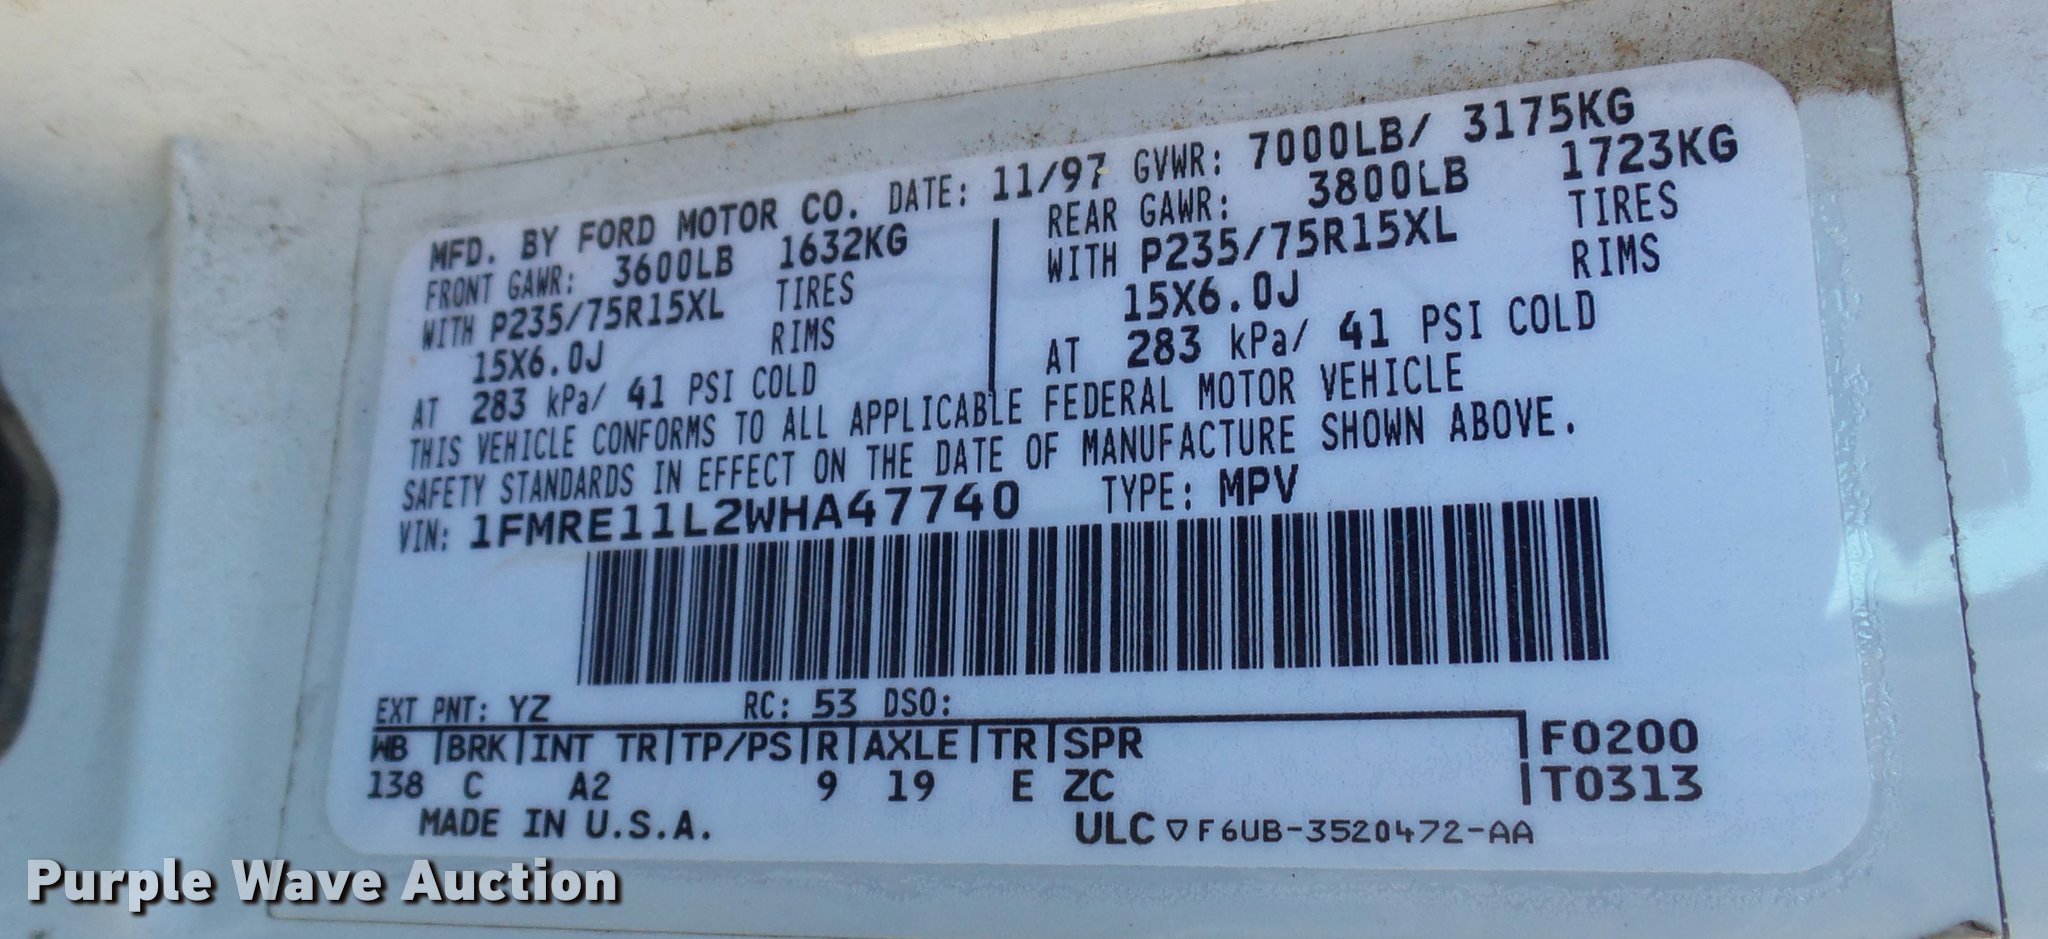 MFD. BY FORD MOTOR CO. DATE: 11/97 GVWR: 7000LB/ 3175KG
FRONT GAWR: 3600LB 1632KG REAR GAWR: 3800LB 1723KG
WITH P235/75R15XL TIRES WITH P235/75R15XL TIRES
15X6.0J RIMS 15X6.0J RIMS
AT 283 kPa/ 41 PSI COLD AT 283 kPa/ 41 PSI COLD
THIS VEHICLE CONFORMS TO ALL APPLICABLE FEDERAL MOTOR VEHICLE
SAFETY STANDARDS IN EFFECT ON THE DATE OF MANUFACTURE SHOWN ABOVE.
VIN: 1FMRE11L2WHA47740 TYPE: MPV
EXT PNT: YZ RC: 53 DSO:
WB |BRK|INT TR|TP/PS|R|AXLE|TR|SPR |F0200
138 C A2 9 19 E ZC |T0313
MADE IN U.S.A. ULC ▽F6UB-3520472-AA
Purple Wave Auction